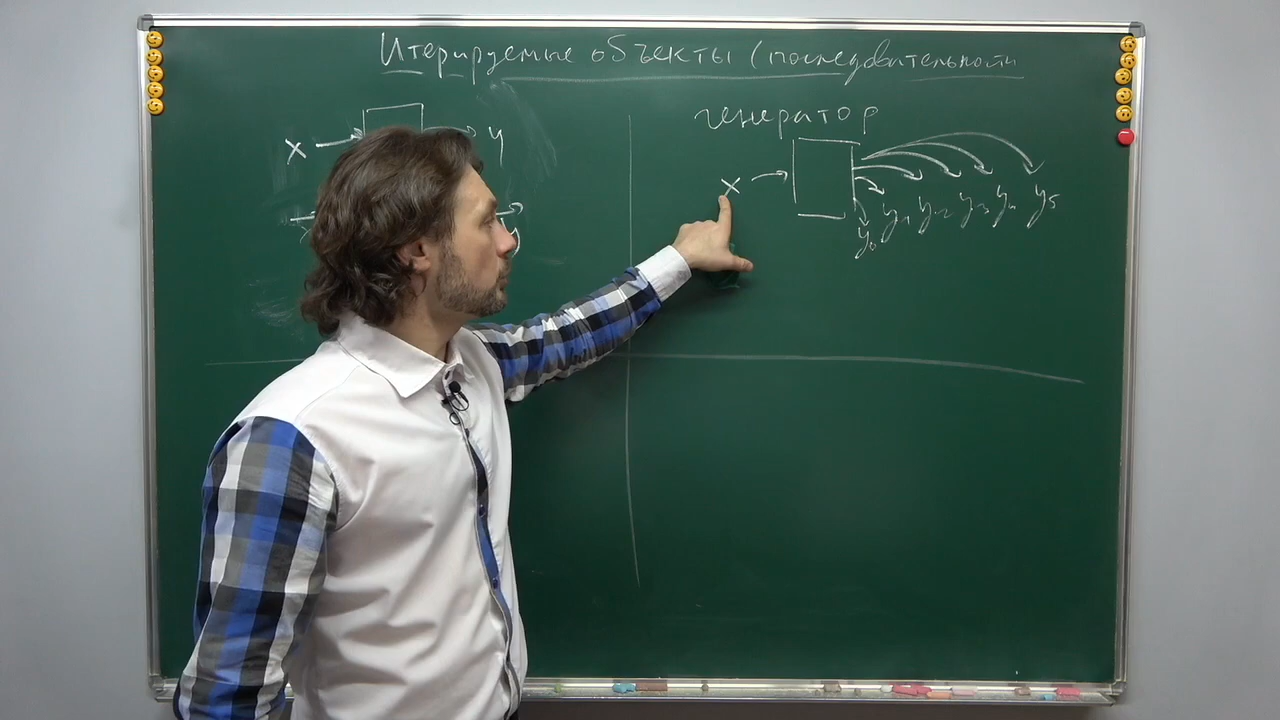 Итерируемые объекты (последовательности
x y
генератор
x
y₀ y₁ y₂ y₃ y₄ y₅